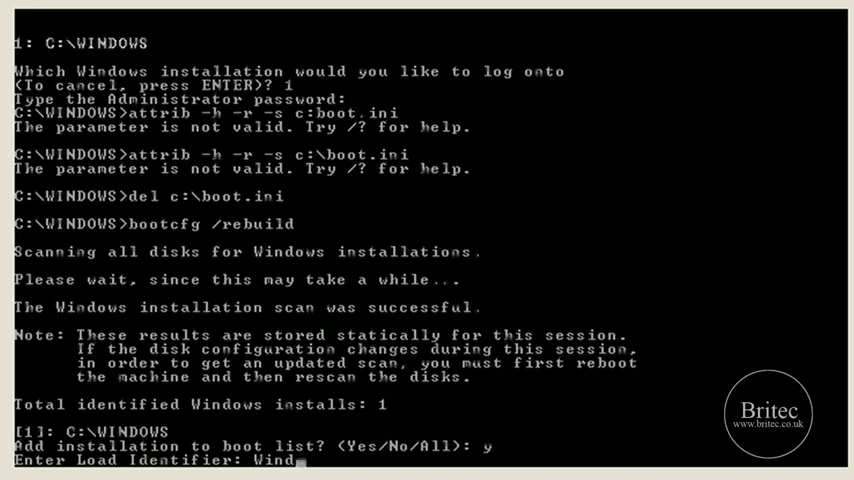 1: C:\WINDOWS
Which Windows installation would you like to log onto
(To cancel, press ENTER)? 1
Type the Administrator password:
C:\WINDOWS>attrib -h -r -s c:boot.ini
The parameter is not valid. Try /? for help.
C:\WINDOWS>attrib -h -r -s c:\boot.ini
The parameter is not valid. Try /? for help.
C:\WINDOWS>del c:\boot.ini
C:\WINDOWS>bootcfg /rebuild
Scanning all disks for Windows installations.
Please wait, since this may take a while...
The Windows installation scan was successful.
Note: These results are stored statically for this session.
If the disk configuration changes during this session,
in order to get an updated scan, you must first reboot
the machine and then rescan the disks.
Total identified Windows installs: 1
[1]: C:\WINDOWS
Add installation to boot list? (Yes/No/All): y
Enter Load Identifier: Wind_
Britec
www.britec.co.uk